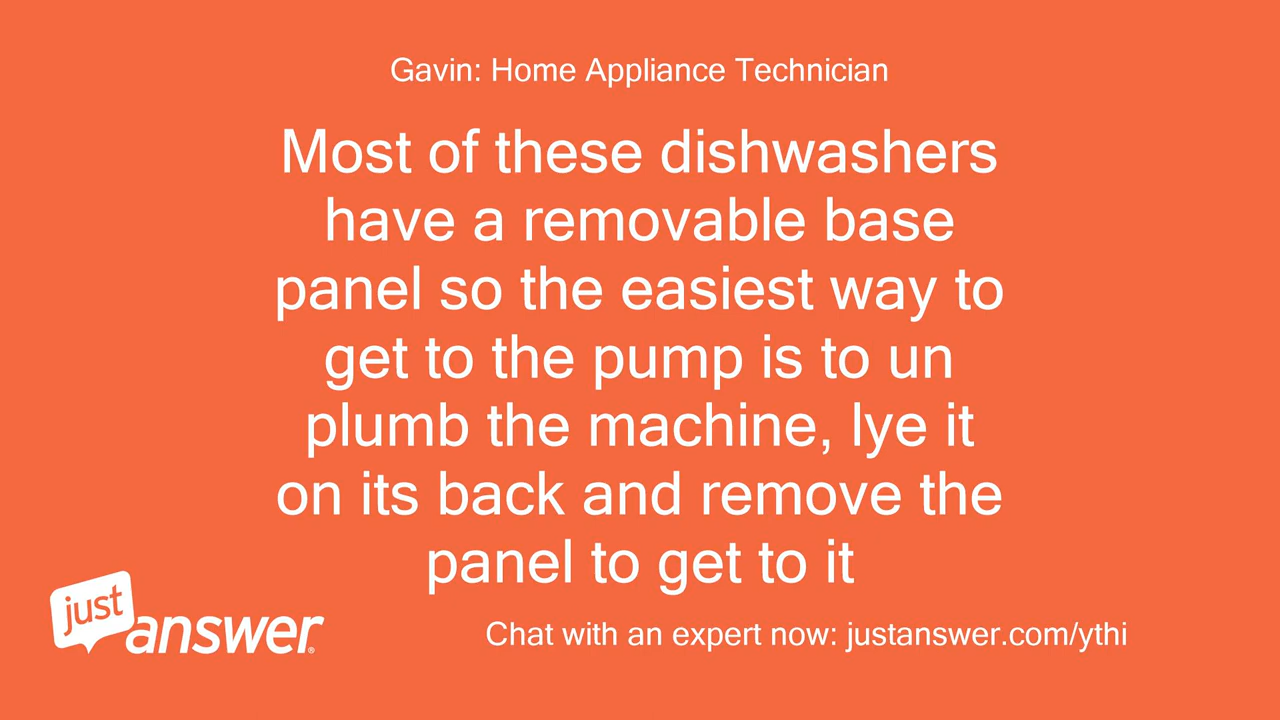 Gavin: Home Appliance Technician
Most of these dishwashers
have a removable base
panel so the easiest way to
get to the pump is to un
plumb the machine, lye it
on its back and remove the
panel to get to it
just
answer®
Chat with an expert now: justanswer.com/ythi